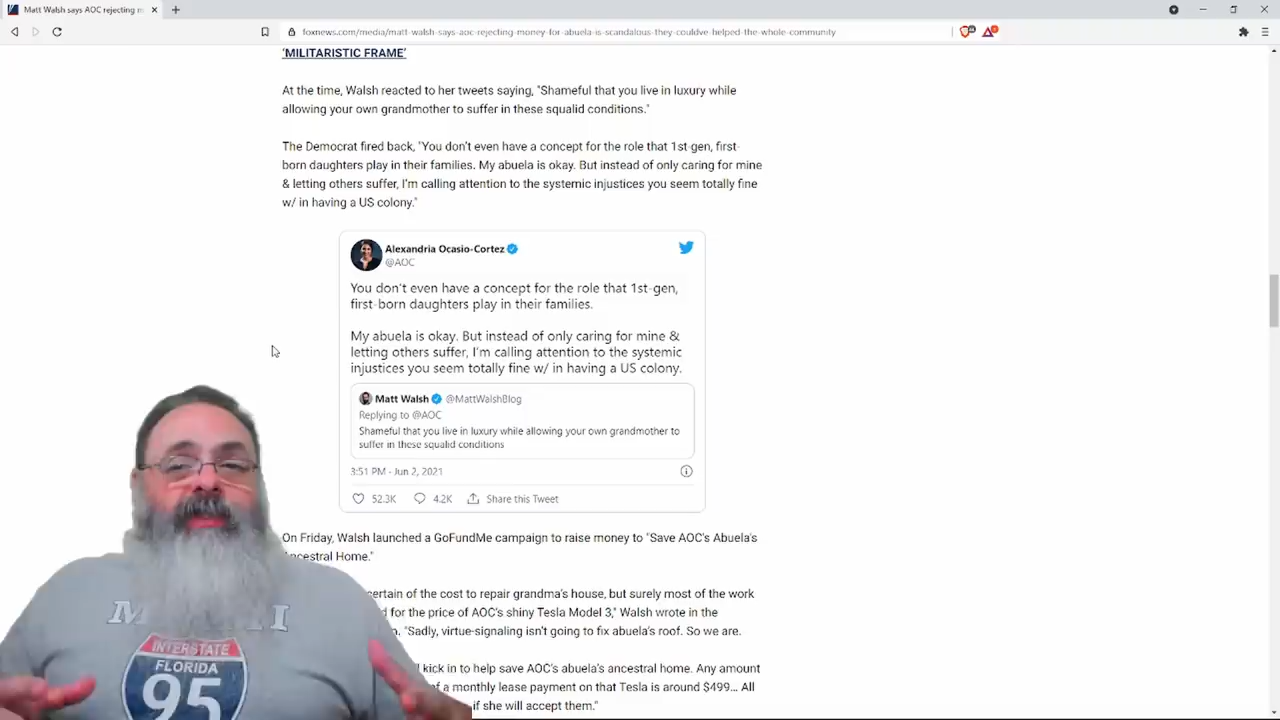 Matt Walsh says AOC rejecting m
foxnews.com/media/matt-walsh-says-aoc-rejecting-money-for-abuela-is-scandalous-they-couldve-helped-the-whole-community
'MILITARISTIC FRAME'
At the time, Walsh reacted to her tweets saying, "Shameful that you live in luxury while
allowing your own grandmother to suffer in these squalid conditions."
The Democrat fired back, "You don't even have a concept for the role that 1st-gen, first-
born daughters play in their families. My abuela is okay. But instead of only caring for mine
& letting others suffer, I'm calling attention to the systemic injustices you seem totally fine
w/ in having a US colony."
Alexandria Ocasio-Cortez
@AOC
You don't even have a concept for the role that 1st-gen,
first-born daughters play in their families.
My abuela is okay. But instead of only caring for mine &
letting others suffer, I'm calling attention to the systemic
injustices you seem totally fine w/ in having a US colony.
Matt Walsh @MattWalshBlog
Replying to @AOC
Shameful that you live in luxury while allowing your own grandmother to
suffer in these squalid conditions
3:51 PM - Jun 2, 2021
52.3K 4.2K Share this Tweet
On Friday, Walsh launched a GoFundMe campaign to raise money to "Save AOC's Abuela's
Ancestral Home."
certain of the cost to repair grandma's house, but surely most of the work
for the price of AOC's shiny Tesla Model 3," Walsh wrote in the
"Sadly, virtue-signaling isn't going to fix abuela's roof. So we are.
kick in to help save AOC's abuela's ancestral home. Any amount
of a monthly lease payment on that Tesla is around $499... All
if she will accept them."
INTERSTATE
FLORIDA
95